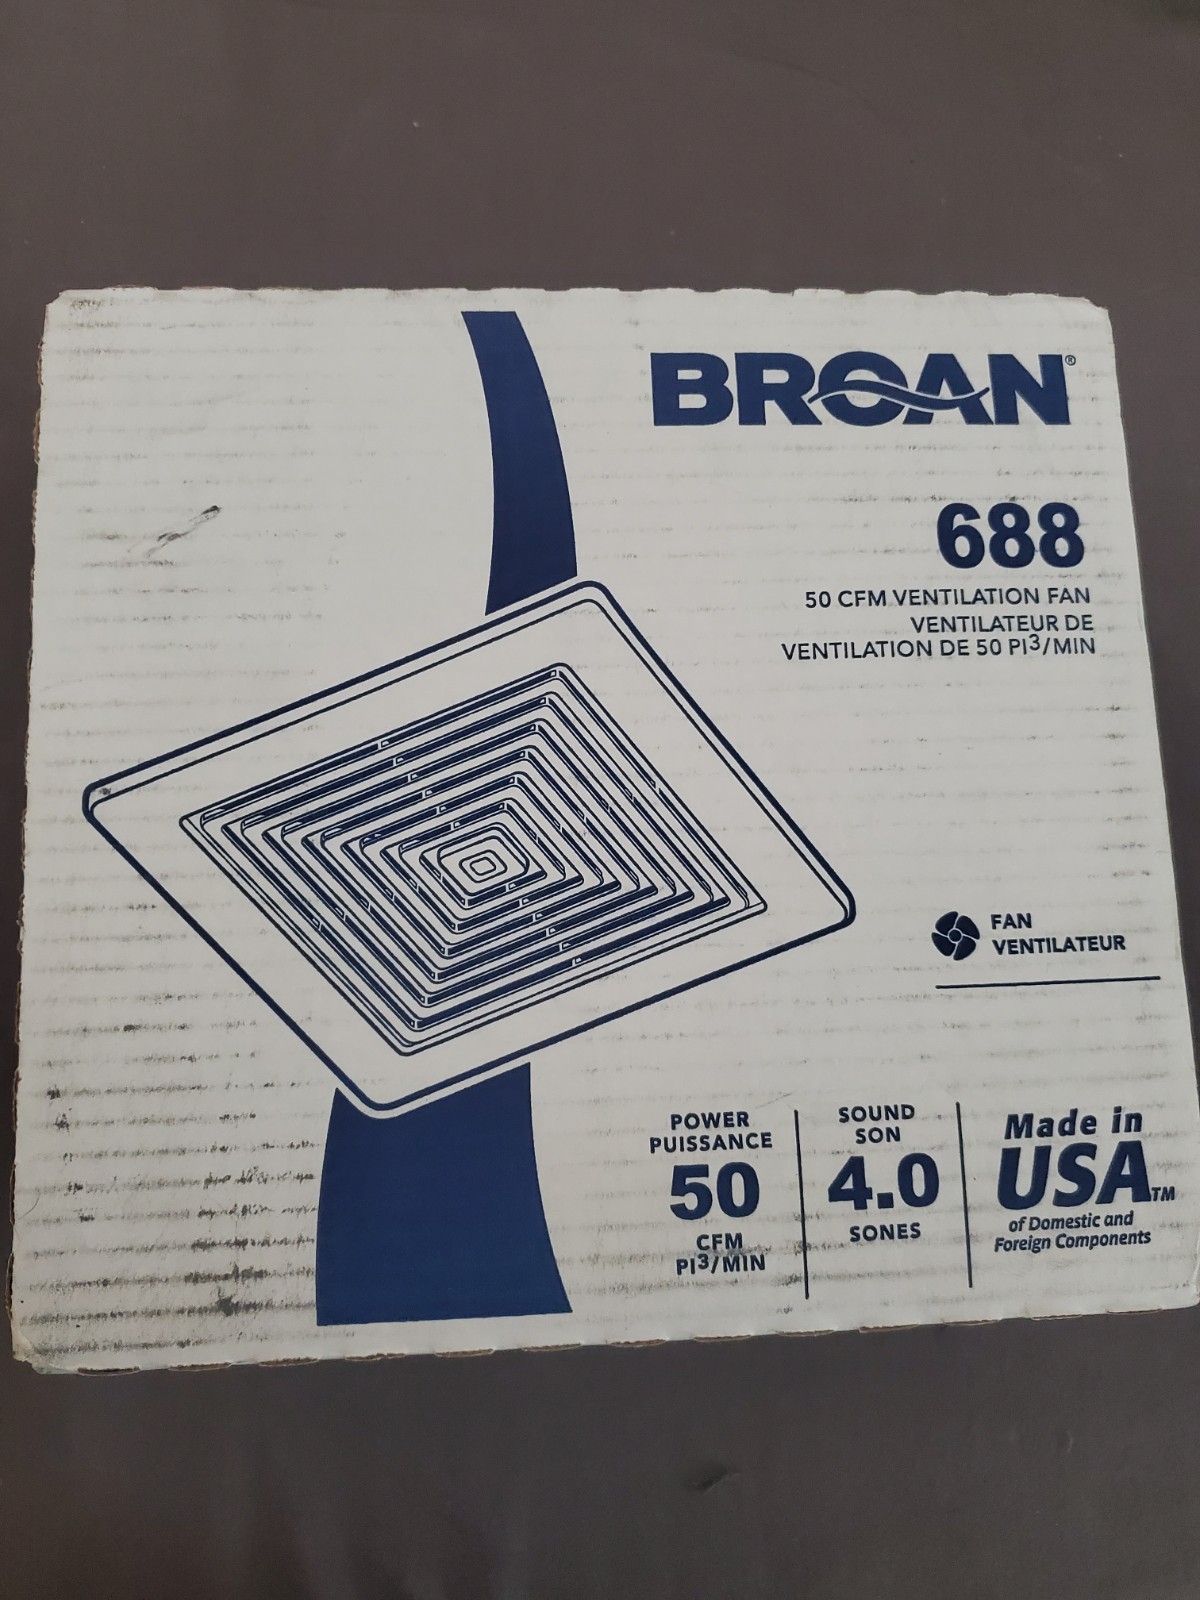 BROAN®
688
50 CFM VENTILATION FAN
VENTILATEUR DE
VENTILATION DE 50 PI³/MIN
FAN
VENTILATEUR
POWER
PUISSANCE
50
CFM
PI³/MIN
SOUND
SON
4.0
SONES
Made in
USA™
of Domestic and
Foreign Components